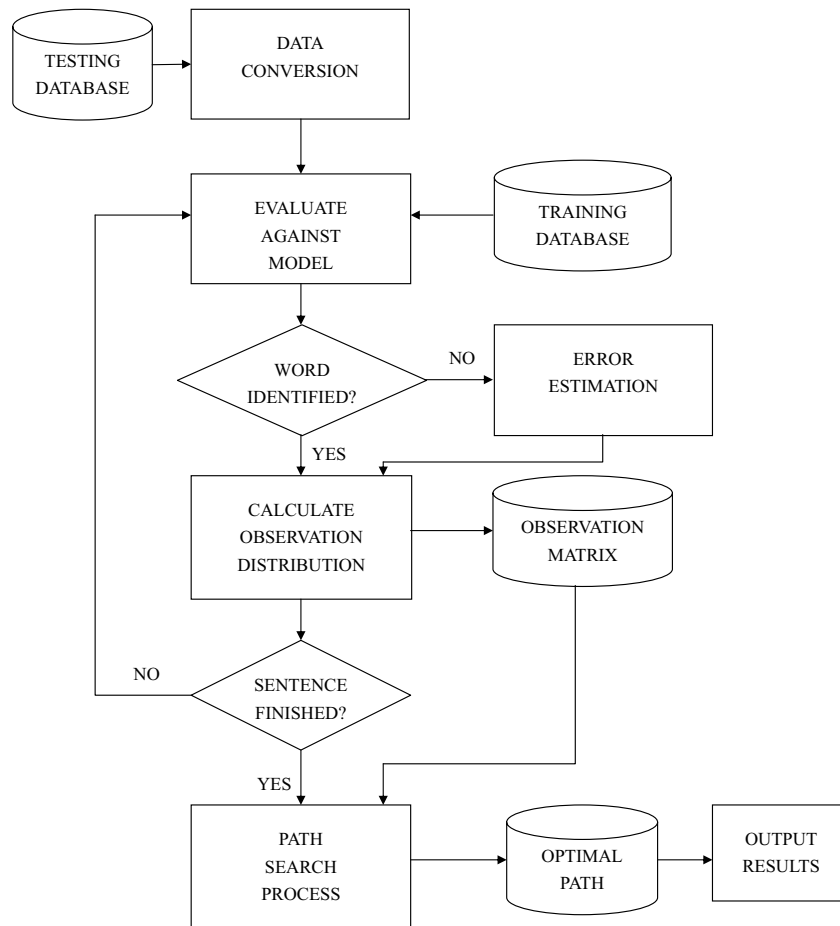 TESTING
DATABASE
DATA
CONVERSION
EVALUATE
AGAINST
MODEL
TRAINING
DATABASE
WORD
IDENTIFIED?
NO
ERROR
ESTIMATION
YES
CALCULATE
OBSERVATION
DISTRIBUTION
OBSERVATION
MATRIX
NO
SENTENCE
FINISHED?
YES
PATH
SEARCH
PROCESS
OPTIMAL
PATH
OUTPUT
RESULTS